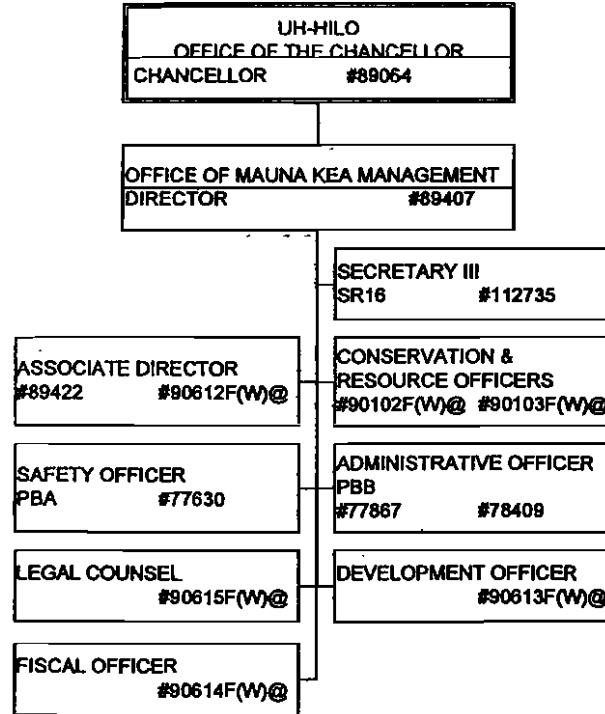 UH-HILO
OFFICE OF THE CHANCELLOR
CHANCELLOR #89064
OFFICE OF MAUNA KEA MANAGEMENT
DIRECTOR #89407
SECRETARY III
SR16 #112735
ASSOCIATE DIRECTOR
#89422 #90612F(W)@
CONSERVATION &
RESOURCE OFFICERS
#90102F(W)@ #90103F(W)@
SAFETY OFFICER
PBA #77630
ADMINISTRATIVE OFFICER
PBB
#77867 #78409
LEGAL COUNSEL
#90615F(W)@
DEVELOPMENT OFFICER
#90613F(W)@
FISCAL OFFICER
#90614F(W)@